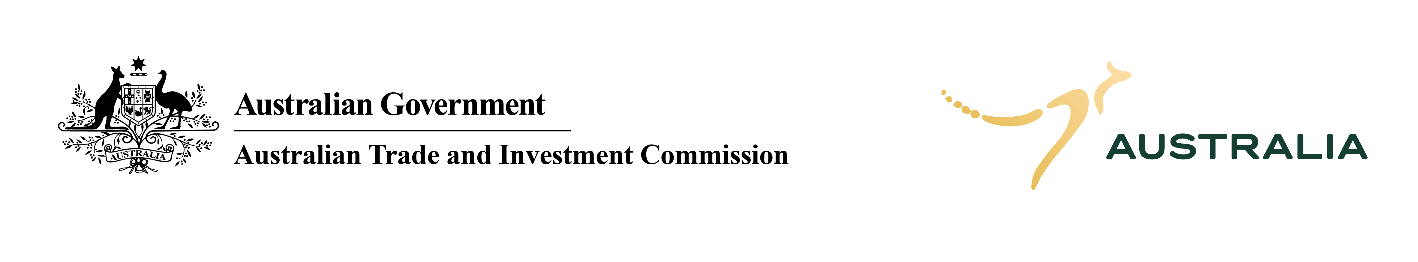 Australian Government
Australian Trade and Investment Commission
AUSTRALIA
AUSTRALIA